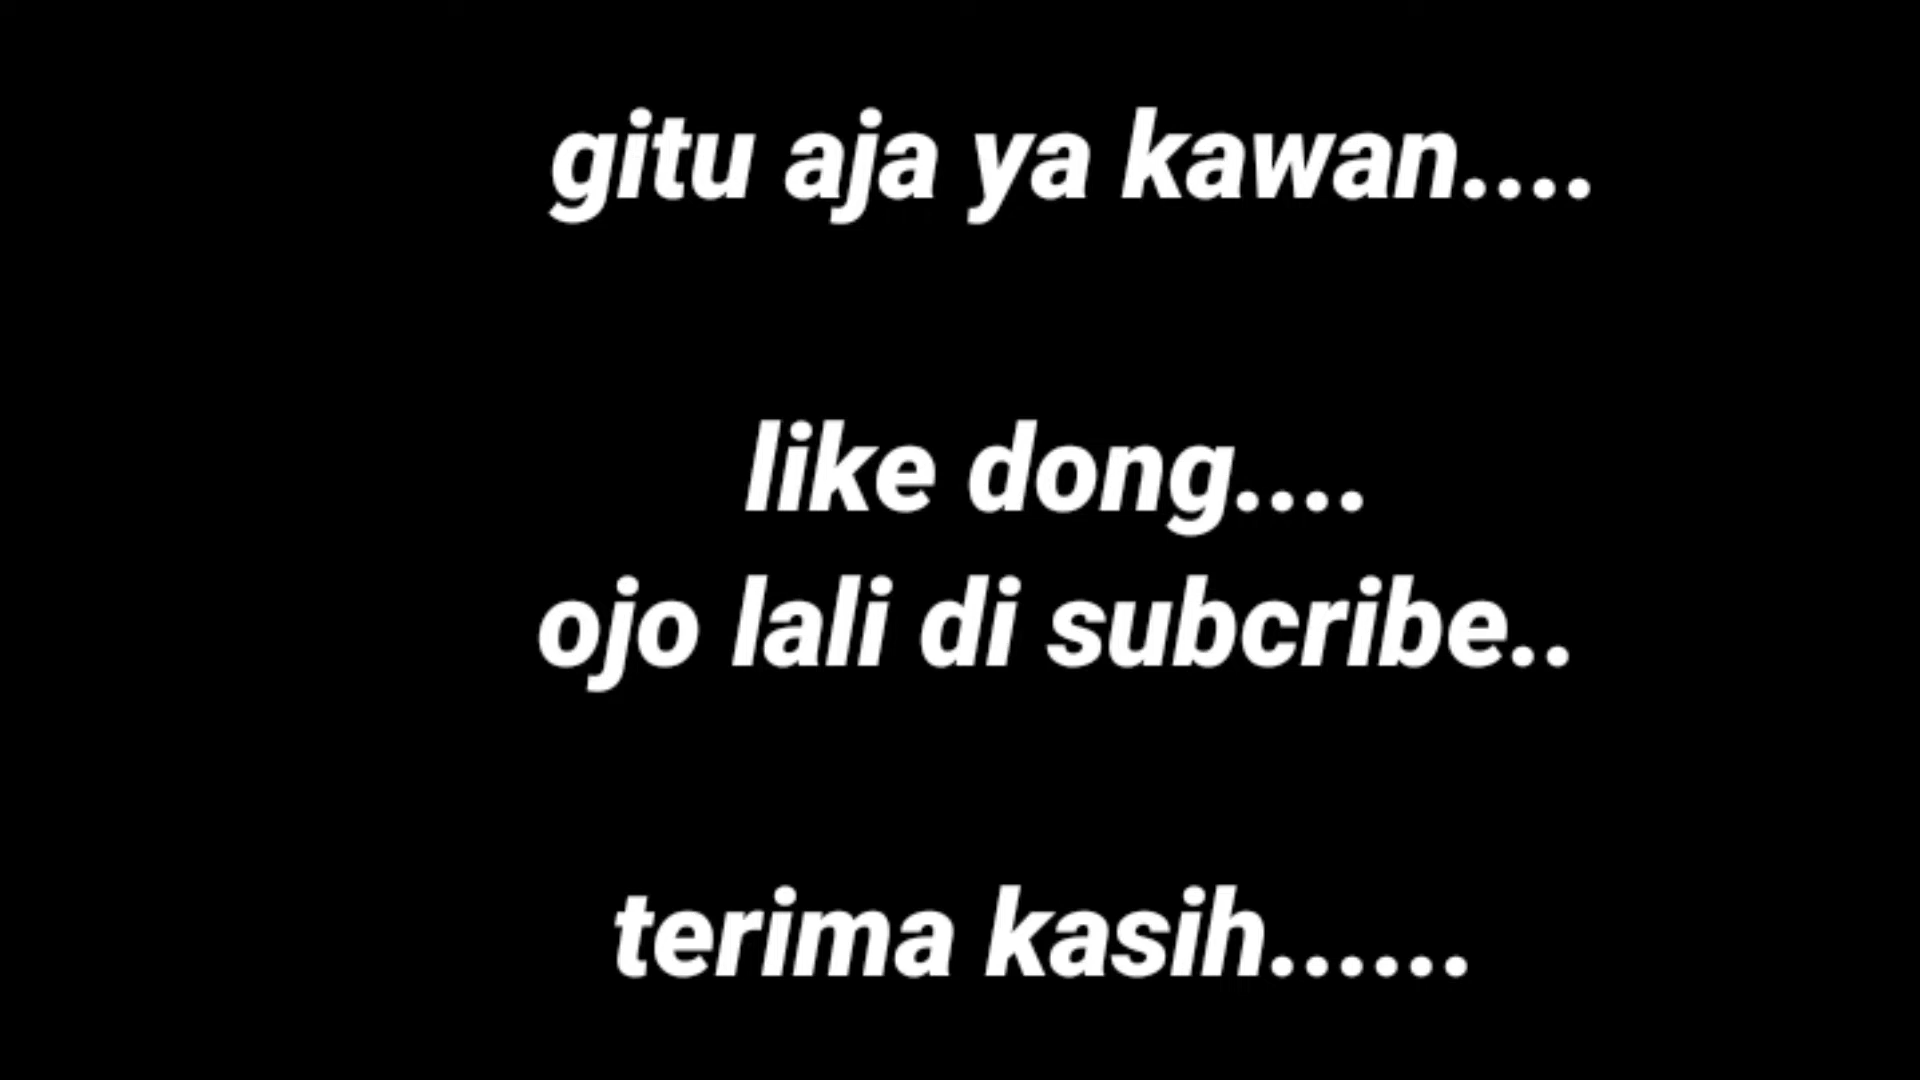 gitu aja ya kawan....
like dong....
ojo lali di subcribe..
terima kasih......